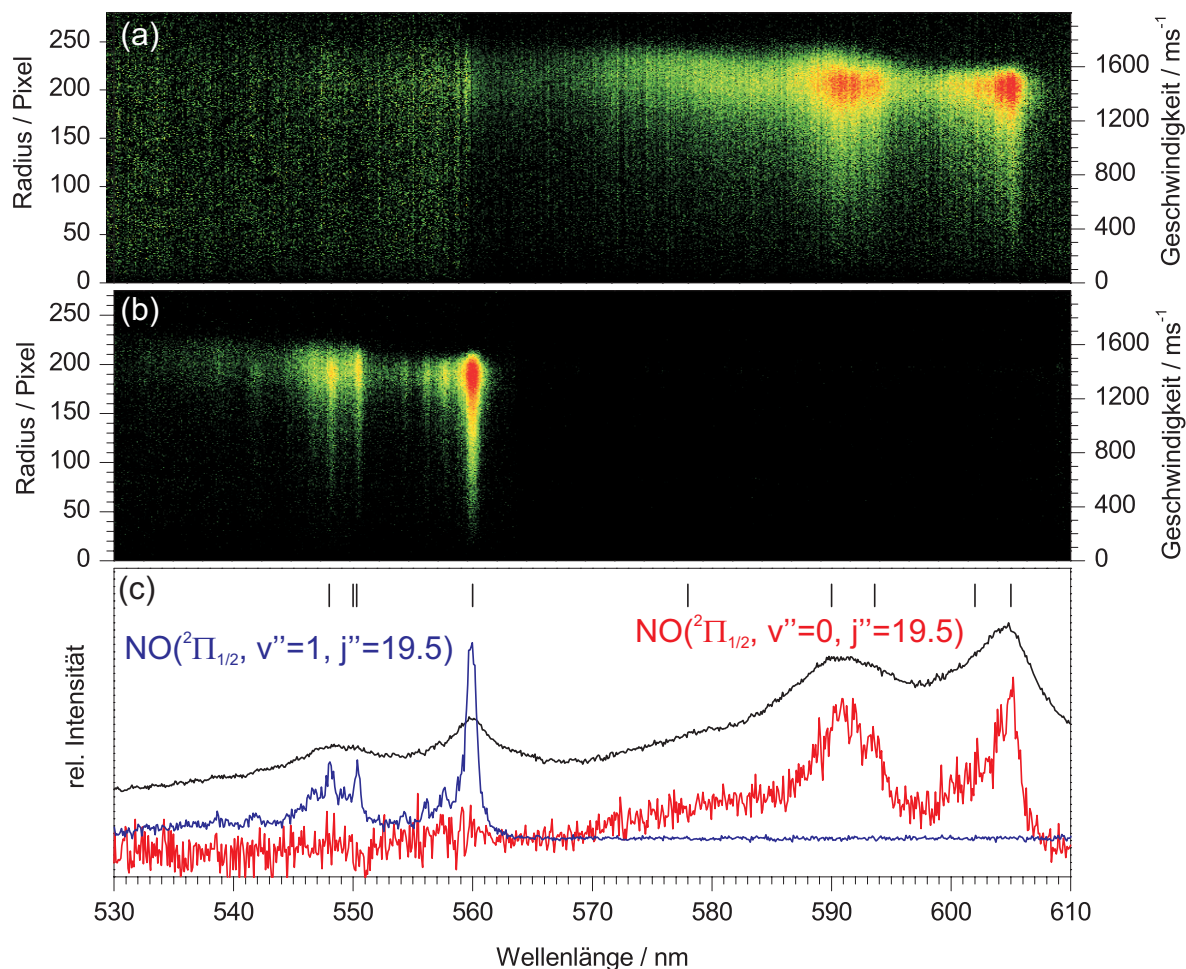 (a)
250
200
150
100
50
0
Radius / Pixel
1600
1200
800
400
0
Geschwindigkeit / ms⁻¹
(b)
250
200
150
100
50
0
Radius / Pixel
1600
1200
800
400
0
Geschwindigkeit / ms⁻¹
(c)
NO(²Π₁/₂, v''=1, j''=19.5)
NO(²Π₁/₂, v''=0, j''=19.5)
rel. Intensität
530 540 550 560 570 580 590 600 610
Wellenlänge / nm